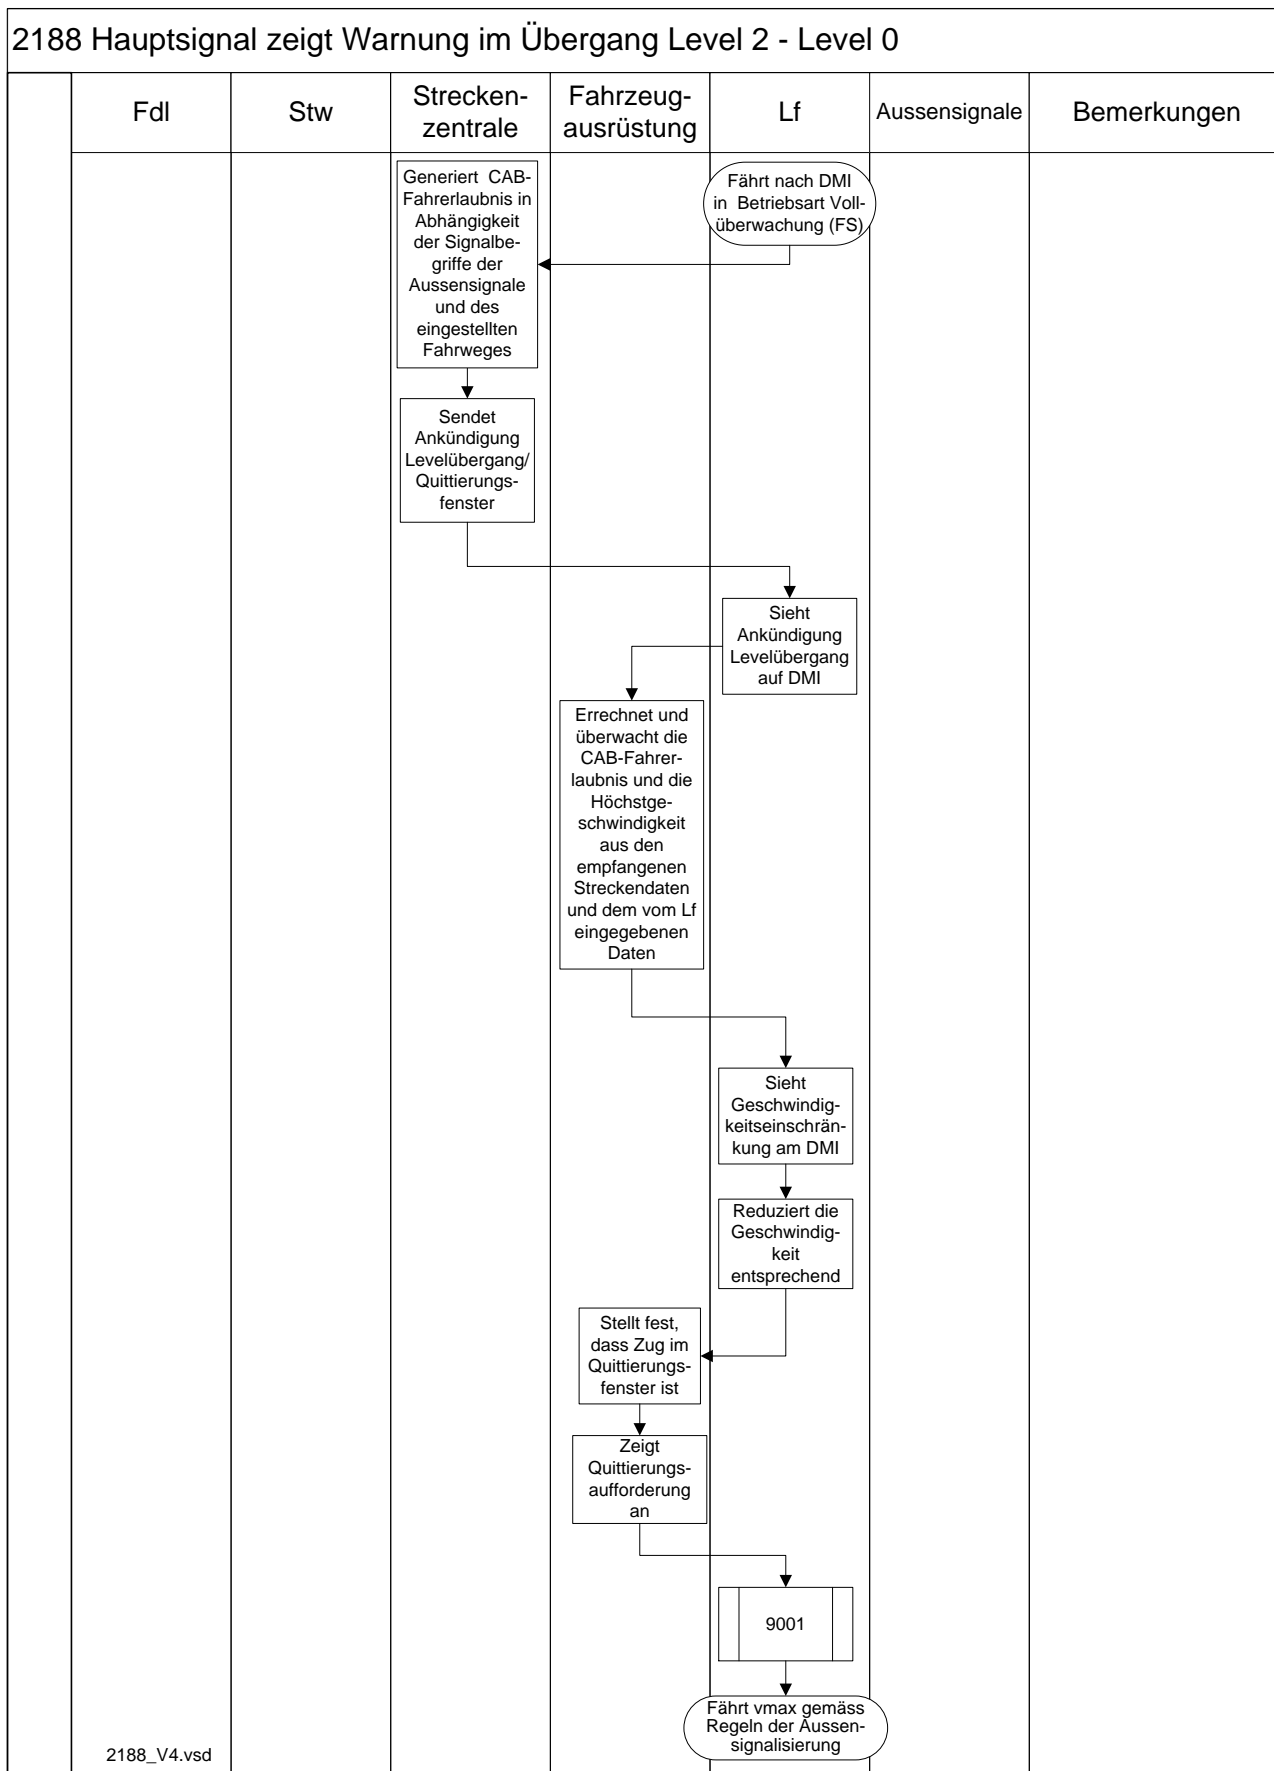 2188 Hauptsignal zeigt Warnung im Übergang Level 2 - Level 0
Fdl
Stw
Strecken-
zentrale
Fahrzeug-
ausrüstung
Lf
Aussensignale
Bemerkungen
Generiert CAB-
Fahrerlaubnis in
Abhängigkeit
der Signalbe-
griffe der
Aussensignale
und des
eingestellten
Fahrweges
Fährt nach DMI
in Betriebsart Voll-
überwachung (FS)
Sendet
Ankündigung
Levelübergang/
Quittierungs-
fenster
Sieht
Ankündigung
Levelübergang
auf DMI
Errechnet und
überwacht die
CAB-Fahrer-
laubnis und die
Höchstge-
schwindigkeit
aus den
empfangenen
Streckendaten
und dem vom Lf
eingegebenen
Daten
Sieht
Geschwindig-
keitseinschrän-
kung am DMI
Reduziert die
Geschwindig-
keit
entsprechend
Stellt fest,
dass Zug im
Quittierungs-
fenster ist
Zeigt
Quittierungs-
aufforderung
an
9001
Fährt vmax gemäss
Regeln der Aussen-
signalisierung
2188_V4.vsd